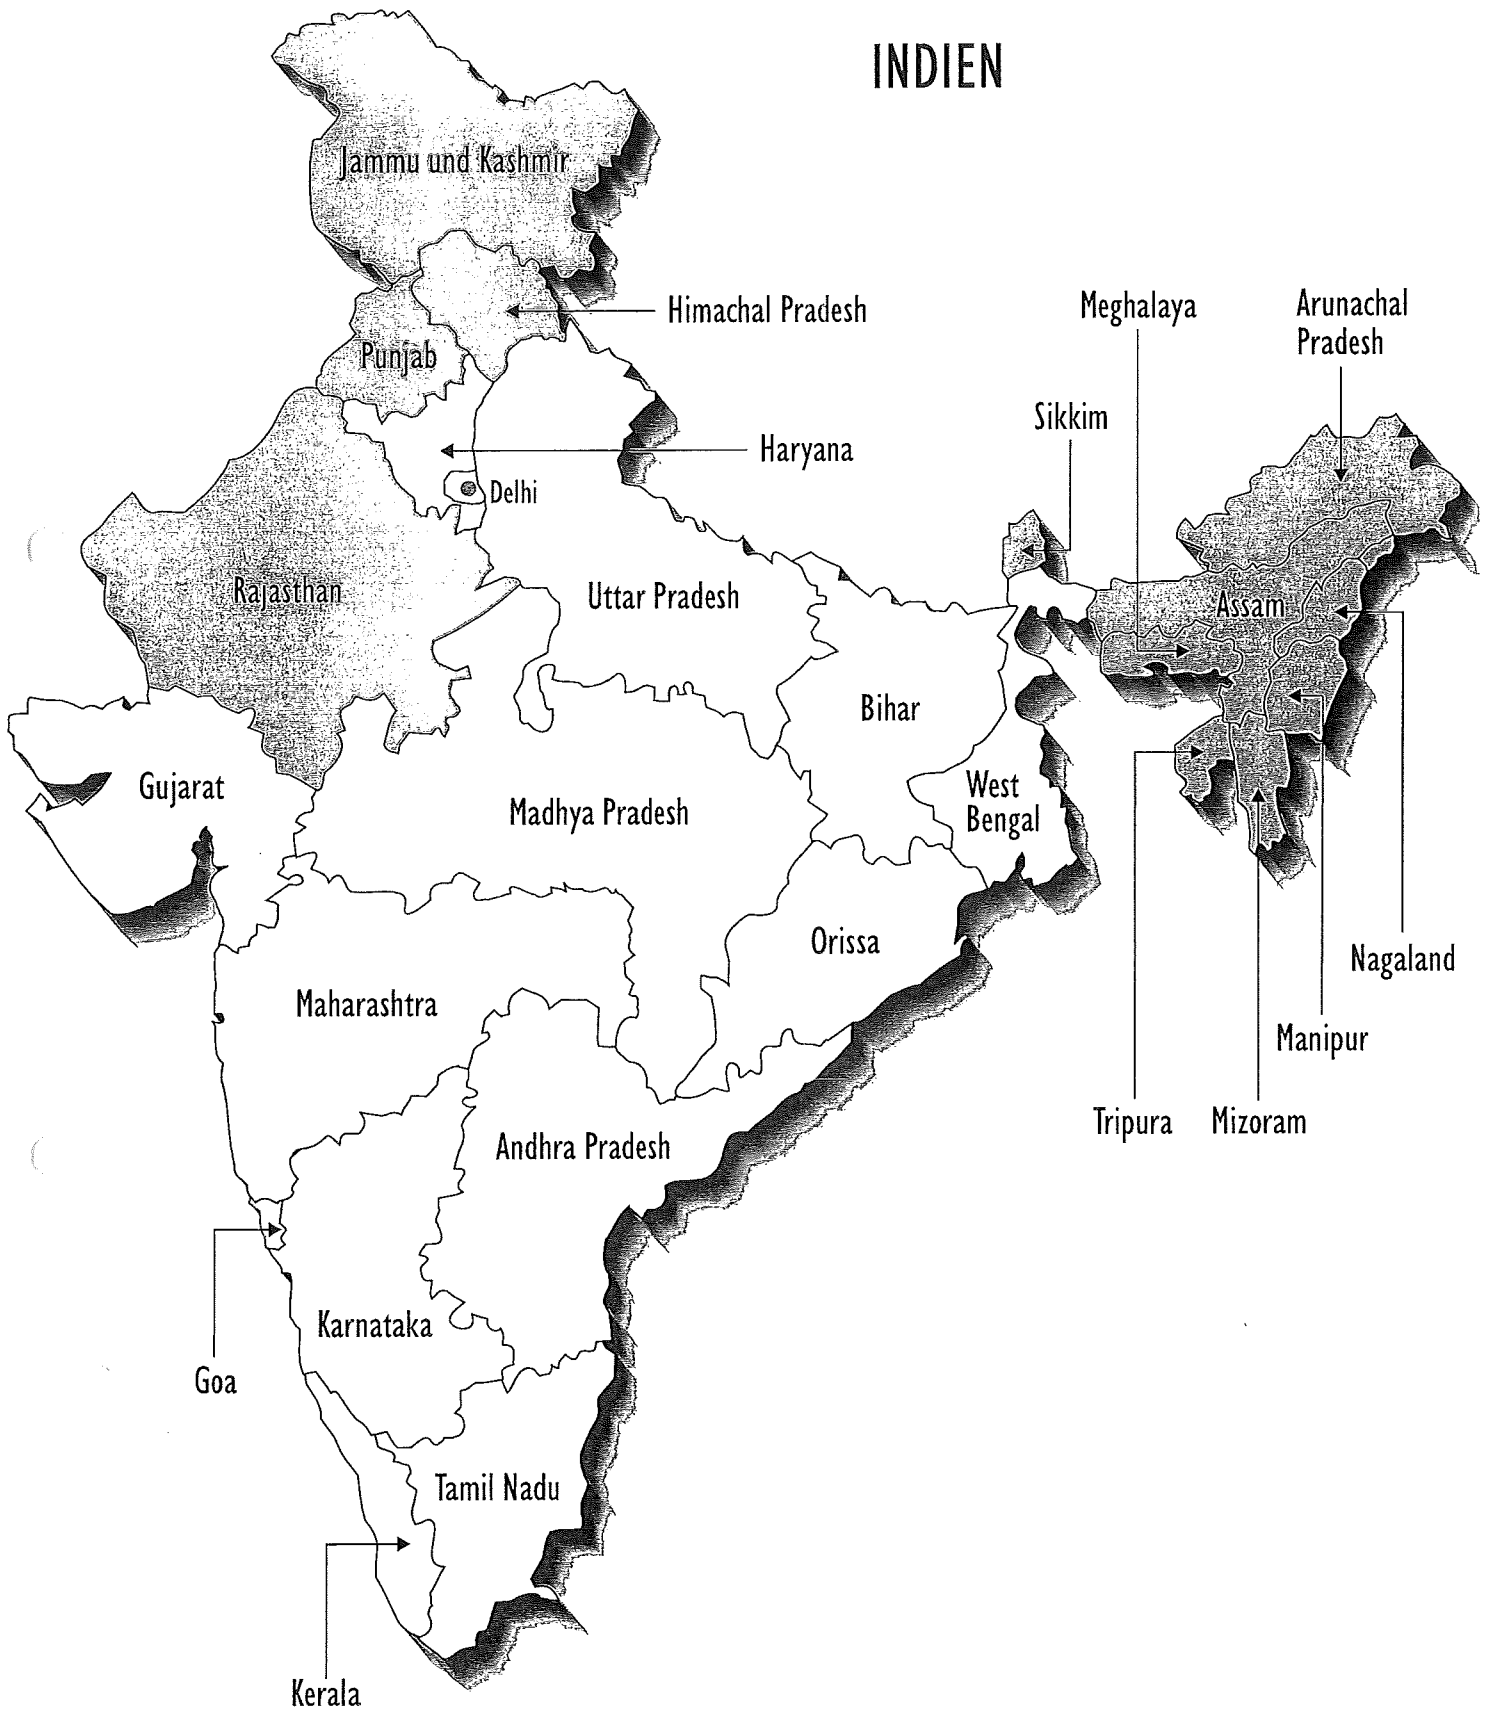 INDIEN
Jammu und Kashmir
Himachal Pradesh
Meghalaya
Arunachal
Pradesh
Punjab
Sikkim
Haryana
Delhi
Rajasthan
Uttar Pradesh
Assam
Bihar
Gujarat
Madhya Pradesh
West
Bengal
Orissa
Nagaland
Maharashtra
Manipur
Tripura
Mizoram
Andhra Pradesh
Karnataka
Goa
Tamil Nadu
Kerala